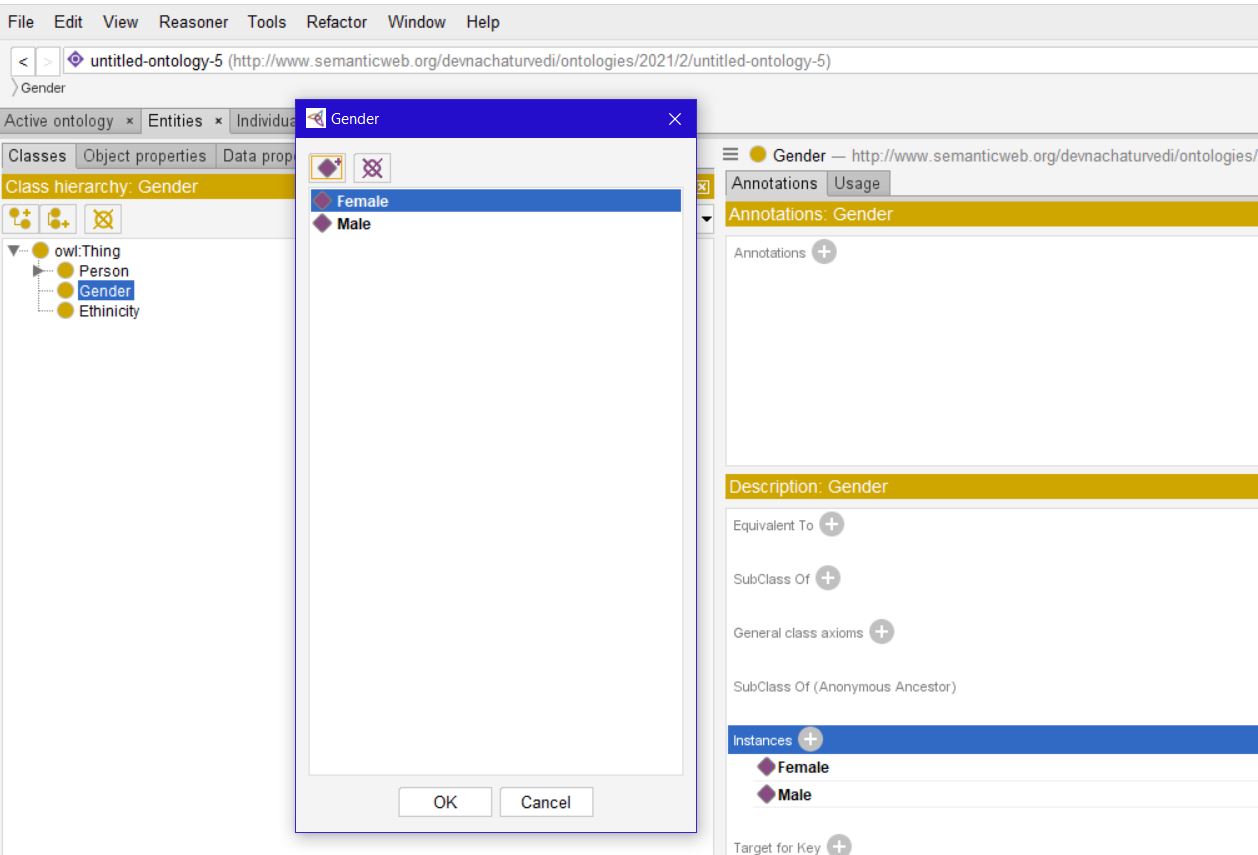 File Edit View Reasoner Tools Refactor Window Help
< > untitled-ontology-5 (http://www.semanticweb.org/devnachaturvedi/ontologies/2021/2/untitled-ontology-5)
Gender
Active ontology × Entities × Individua
Gender
Classes Object properties Data prop
Class hierarchy: Gender
owl:Thing
Person
Gender
Ethinicity
Female
Male
OK Cancel
Gender — http://www.semanticweb.org/devnachaturvedi/ontologies/
Annotations Usage
Annotations: Gender
Annotations
Description: Gender
Equivalent To
SubClass Of
General class axioms
SubClass Of (Anonymous Ancestor)
Instances
Female
Male
Target for Key